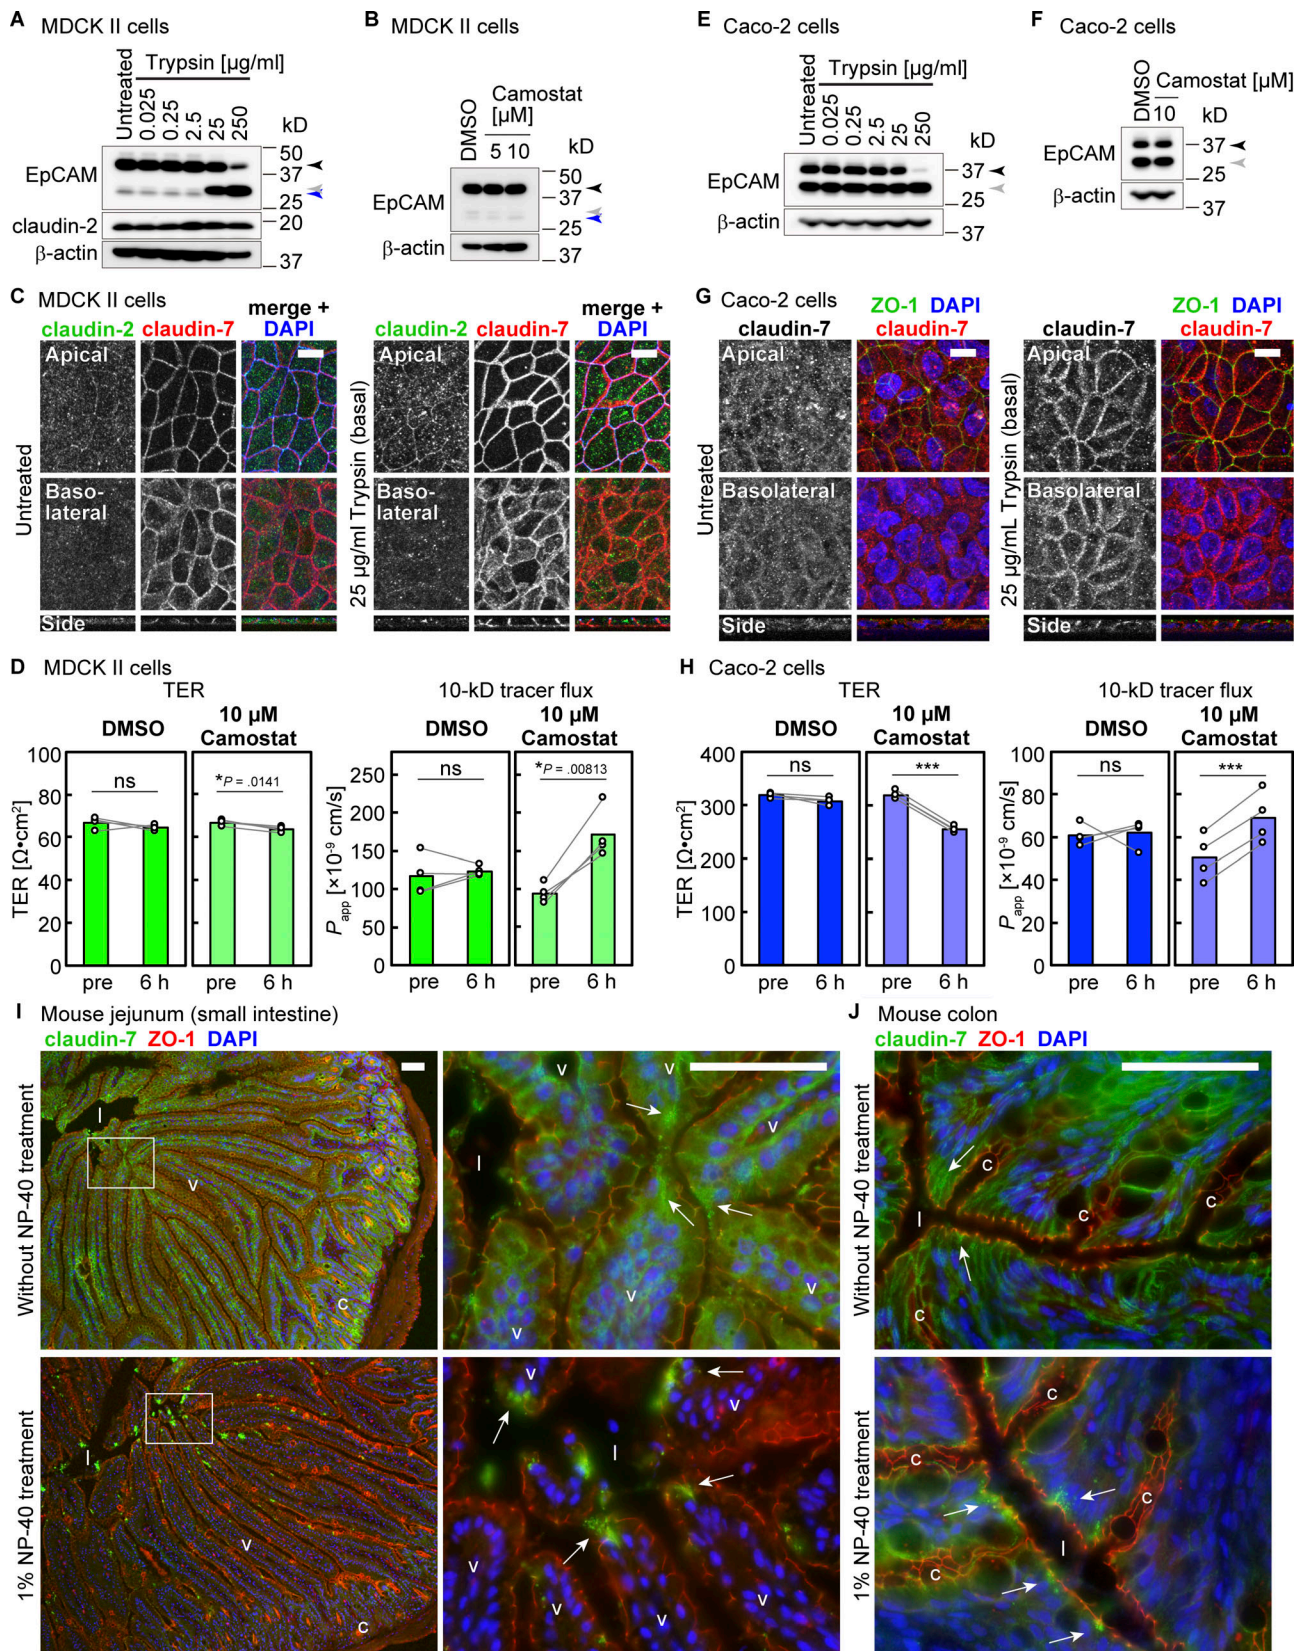 A MDCK II cells
Untreated
Trypsin [µg/ml]
0.025
0.25
2.5
25
250
kD
EpCAM
50
37
25
claudin-2
20
β-actin
37
B MDCK II cells
DMSO
Camostat
[µM]
5 10
kD
EpCAM
50
37
25
β-actin
37
E Caco-2 cells
Untreated
Trypsin [µg/ml]
0.025
0.25
2.5
25
250
kD
EpCAM
37
25
β-actin
37
F Caco-2 cells
DMSO
Camostat [µM]
10
kD
EpCAM
37
25
β-actin
37
C MDCK II cells
claudin-2 claudin-7 merge +
DAPI
Untreated
Apical
Baso-
lateral
Side
claudin-2 claudin-7 merge +
DAPI
25 µg/ml Trypsin (basal)
Apical
Baso-
lateral
G Caco-2 cells
claudin-7
ZO-1 DAPI
claudin-7
Untreated
Apical
Basolateral
Side
claudin-7
ZO-1 DAPI
claudin-7
25 µg/mL Trypsin (basal)
Apical
Basolateral
Side
D MDCK II cells
TER
DMSO
10 µM
Camostat
TER [Ω•cm²]
100
80
60
40
20
0
ns
*P = .0141
pre 6 h pre 6 h
10-kD tracer flux
DMSO
10 µM
Camostat
Papp [×10⁻⁹ cm/s]
250
200
150
100
50
0
ns
*P = .00813
pre 6 h pre 6 h
H Caco-2 cells
TER
DMSO
10 µM
Camostat
TER [Ω•cm²]
400
300
200
100
0
ns
***
pre 6 h pre 6 h
10-kD tracer flux
DMSO
10 µM
Camostat
Papp [×10⁻⁹ cm/s]
100
80
60
40
20
0
ns
***
pre 6 h pre 6 h
I Mouse jejunum (small intestine)
claudin-7 ZO-1 DAPI
Without NP-40 treatment
l
v
c
v
v
v
l
v
v
v
1% NP-40 treatment
l
v
c
v
v
l
v
v
v
v
J Mouse colon
claudin-7 ZO-1 DAPI
Without NP-40 treatment
c
c
c
l
c
1% NP-40 treatment
c
c
c
l
c